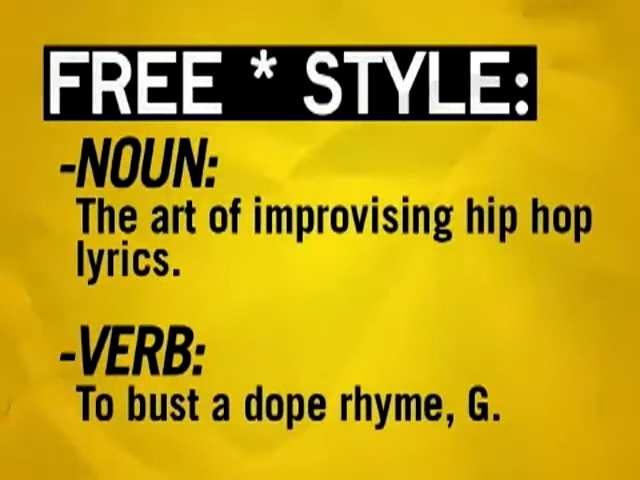 FREE * STYLE:
-NOUN:
The art of improvising hip hop
lyrics.
-VERB:
To bust a dope rhyme, G.